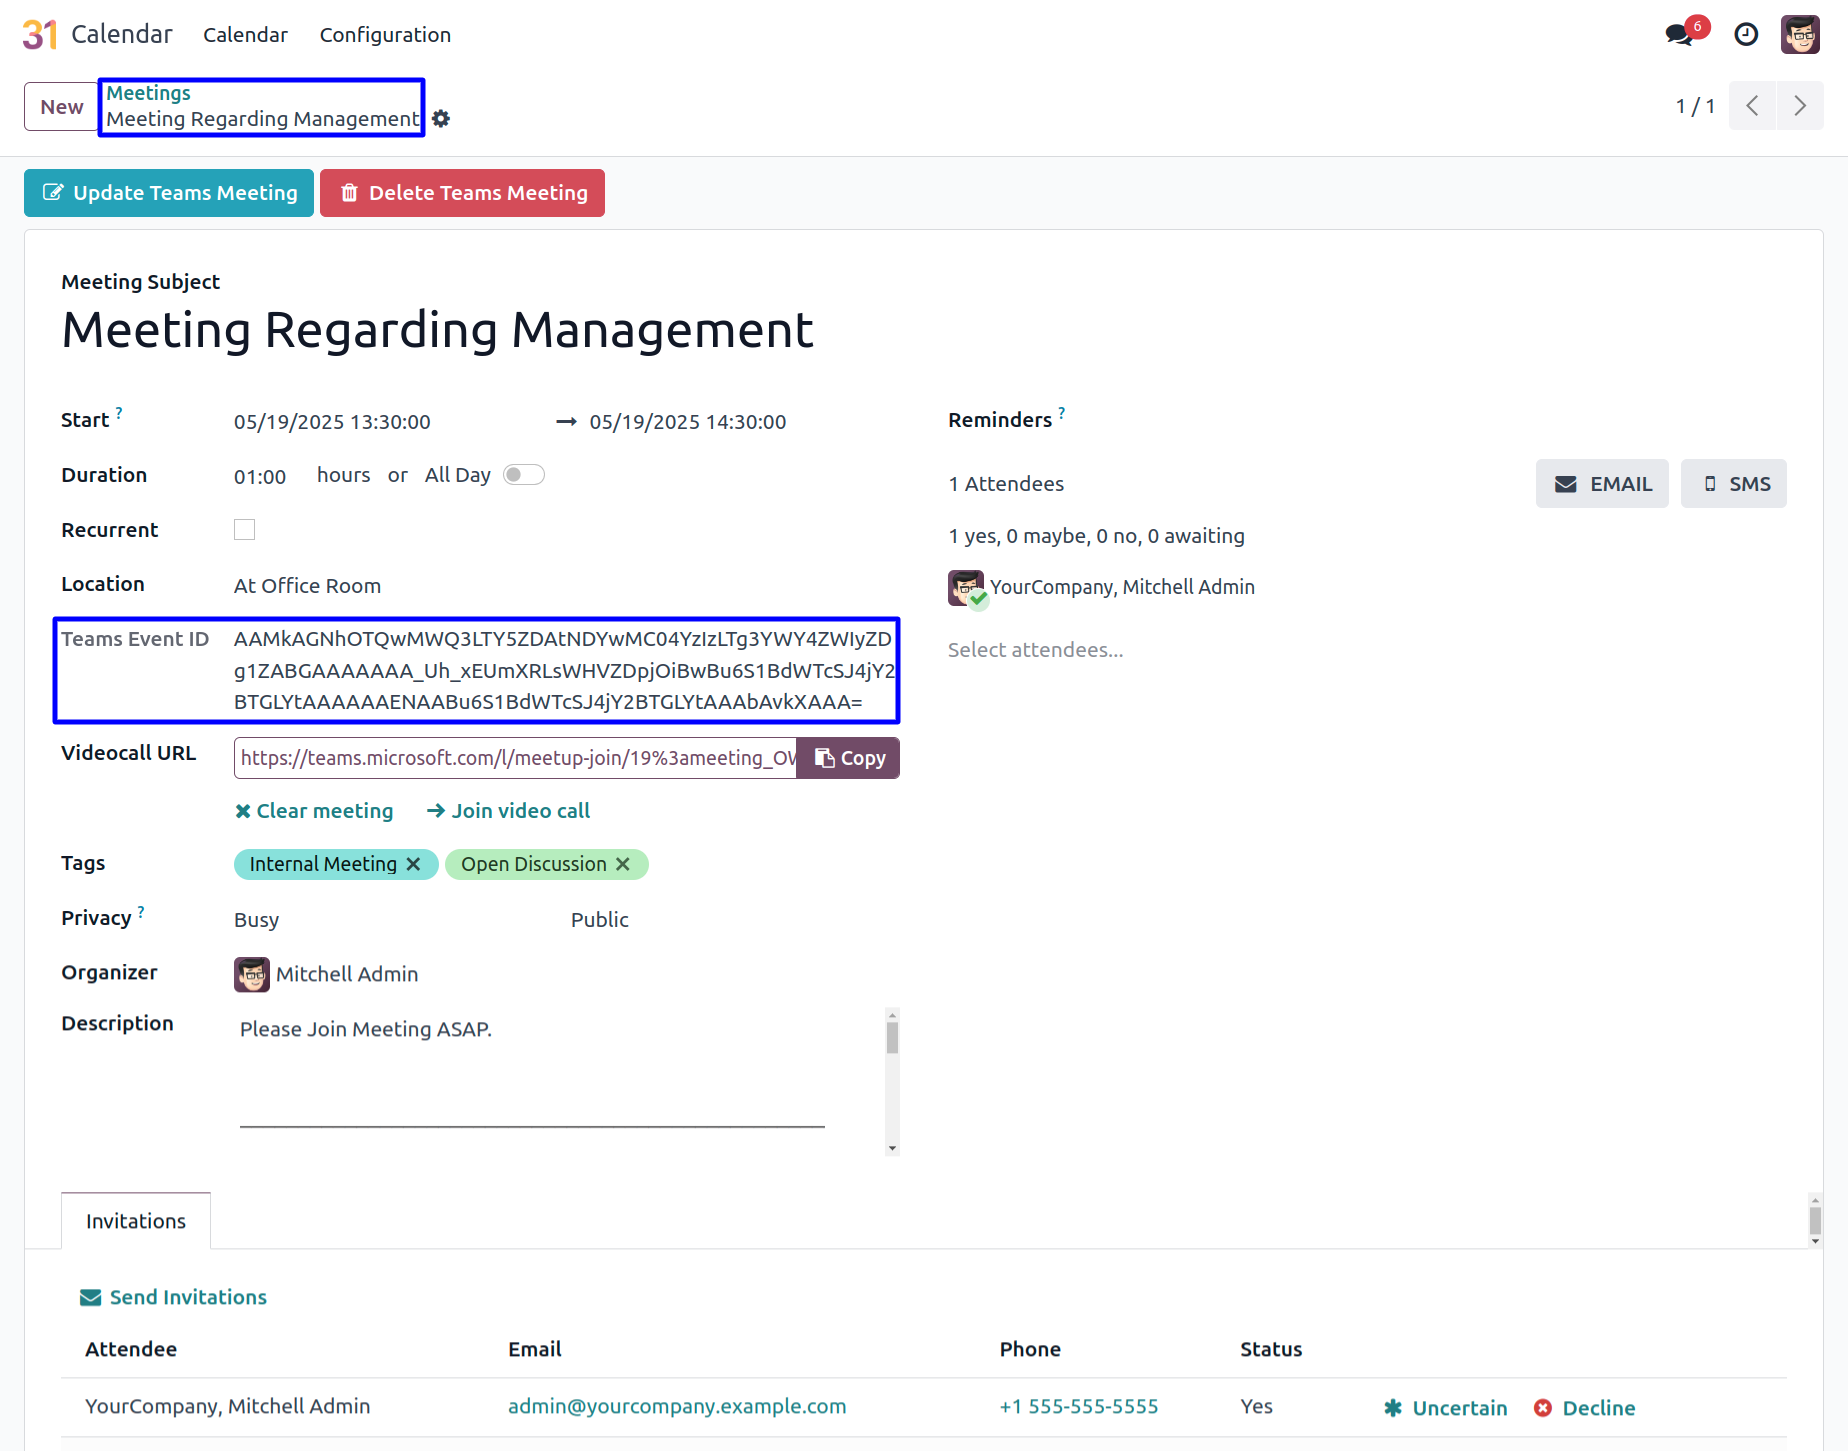 31 Calendar Calendar Configuration 6
New
Meetings
Meeting Regarding Management
1 / 1
Update Teams Meeting Delete Teams Meeting
Meeting Subject
Meeting Regarding Management
Start ? 05/19/2025 13:30:00 → 05/19/2025 14:30:00
Duration 01:00 hours or All Day
Recurrent
Location At Office Room
Teams Event ID AAMkAGNhOTQwMWQ3LTY5ZDAtNDYwMC04YzIzLTg3YWY4ZWIyZD
g1ZABGAAAAAAA_Uh_xEUmXRLsWHVZDpjOiBwBu6S1BdWTcSJ4jY2
BTGLYtAAAAAAENAABu6S1BdWTcSJ4jY2BTGLYtAAAbAvkXAAA=
Videocall URL https://teams.microsoft.com/l/meetup-join/19%3ameeting_OW Copy
Clear meeting Join video call
Tags Internal Meeting Open Discussion
Privacy ? Busy Public
Organizer Mitchell Admin
Description Please Join Meeting ASAP.
Reminders ?
1 Attendees EMAIL SMS
1 yes, 0 maybe, 0 no, 0 awaiting
YourCompany, Mitchell Admin
Select attendees...
Invitations
Send Invitations
Attendee Email Phone Status
YourCompany, Mitchell Admin admin@yourcompany.example.com +1 555-555-5555 Yes Uncertain Decline